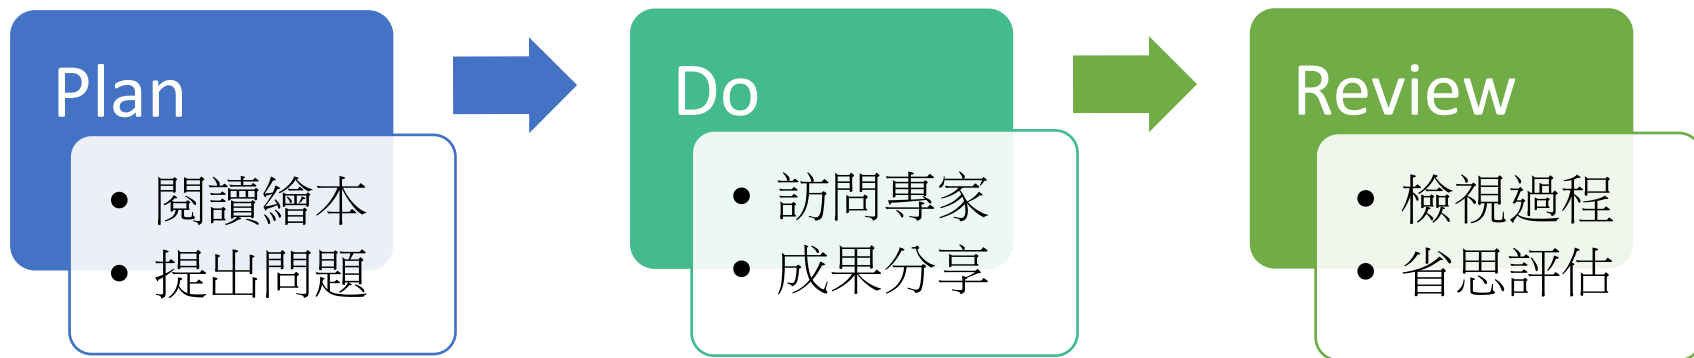 Plan
• 閱讀繪本
• 提出問題
Do
• 訪問專家
• 成果分享
Review
• 檢視過程
• 省思評估